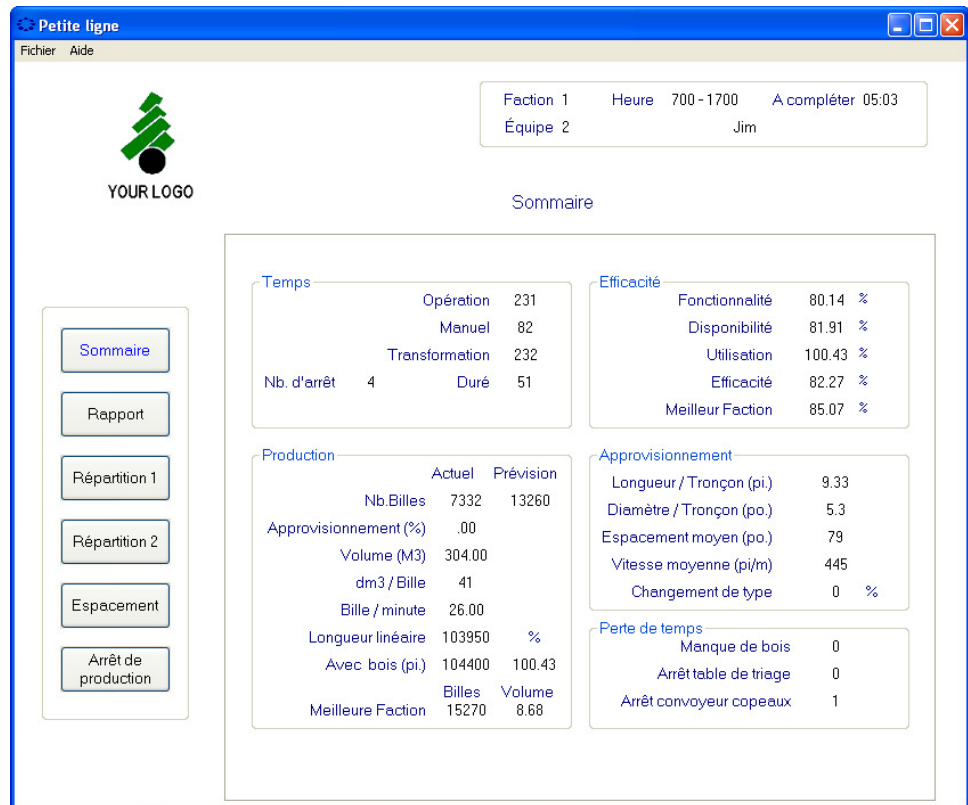 Petite ligne
Fichier Aide
Faction 1 Heure 700 - 1700 A compléter 05:03
Équipe 2 Jim
YOUR LOGO
Sommaire
Sommaire
Rapport
Répartition 1
Répartition 2
Espacement
Arrêt de
production
Temps
Opération 231
Manuel 82
Transformation 232
Nb. d'arrêt 4 Duré 51
Efficacité
Fonctionnalité 80.14 %
Disponibilité 81.91 %
Utilisation 100.43 %
Efficacité 82.27 %
Meilleur Faction 85.07 %
Production
Actuel Prévision
Nb.Billes 7332 13260
Approvisionnement (%) .00
Volume (M3) 304.00
dm3 / Bille 41
Bille / minute 26.00
Longueur linéaire 103950 %
Avec bois (pi.) 104400 100.43
Billes Volume
Meilleure Faction 15270 8.68
Approvisionnement
Longueur / Tronçon (pi.) 9.33
Diamètre / Tronçon (po.) 5.3
Espacement moyen (po.) 79
Vitesse moyenne (pi/m) 445
Changement de type 0 %
Perte de temps
Manque de bois 0
Arrêt table de triage 0
Arrêt convoyeur copeaux 1